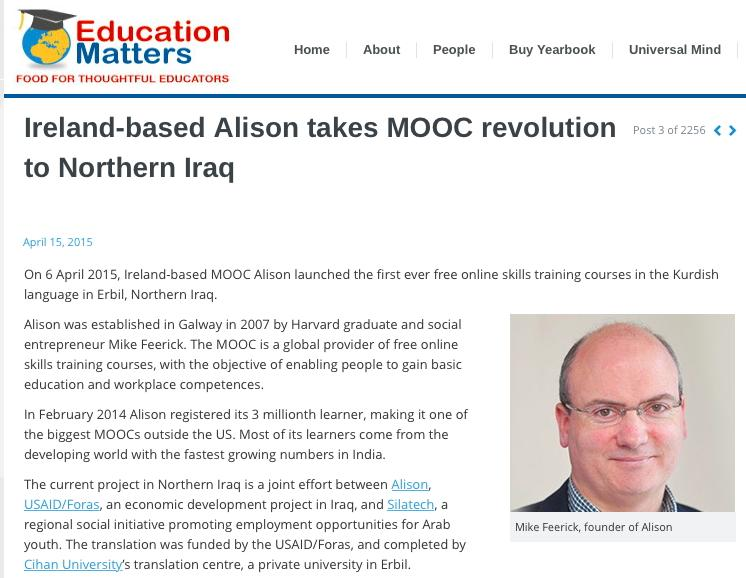 Education
Matters
FOOD FOR THOUGHTFUL EDUCATORS
Home
About
People
Buy Yearbook
Universal Mind
Ireland-based Alison takes MOOC revolution
to Northern Iraq
Post 3 of 2256
April 15, 2015
On 6 April 2015, Ireland-based MOOC Alison launched the first ever free online skills training courses in the Kurdish
language in Erbil, Northern Iraq.
Alison was established in Galway in 2007 by Harvard graduate and social
entrepreneur Mike Feerick. The MOOC is a global provider of free online
skills training courses, with the objective of enabling people to gain basic
education and workplace competences.
In February 2014 Alison registered its 3 millionth learner, making it one of
the biggest MOOCs outside the US. Most of its learners come from the
developing world with the fastest growing numbers in India.
The current project in Northern Iraq is a joint effort between Alison,
USAID/Foras, an economic development project in Iraq, and Silatech, a
regional social initiative promoting employment opportunities for Arab
youth. The translation was funded by the USAID/Foras, and completed by
Cihan University's translation centre, a private university in Erbil.
Mike Feerick, founder of Alison